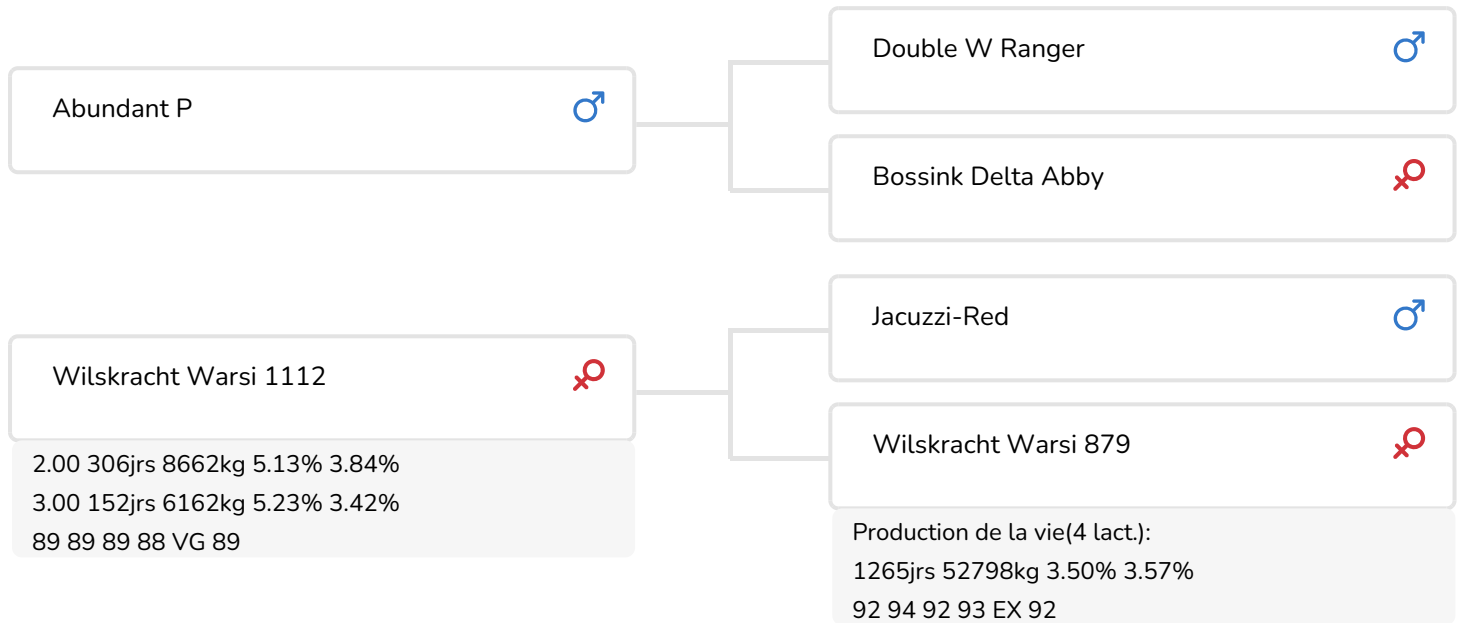 Double W Ranger
Abundant P
Bossink Delta Abby
Jacuzzi-Red
Wilskracht Warsi 1112
2.00 306jrs 8662kg 5.13% 3.84%
3.00 152jrs 6162kg 5.23% 3.42%
89 89 89 88 VG 89
Wilskracht Warsi 879
Production de la vie(4 lact.):
1265jrs 52798kg 3.50% 3.57%
92 94 92 93 EX 92